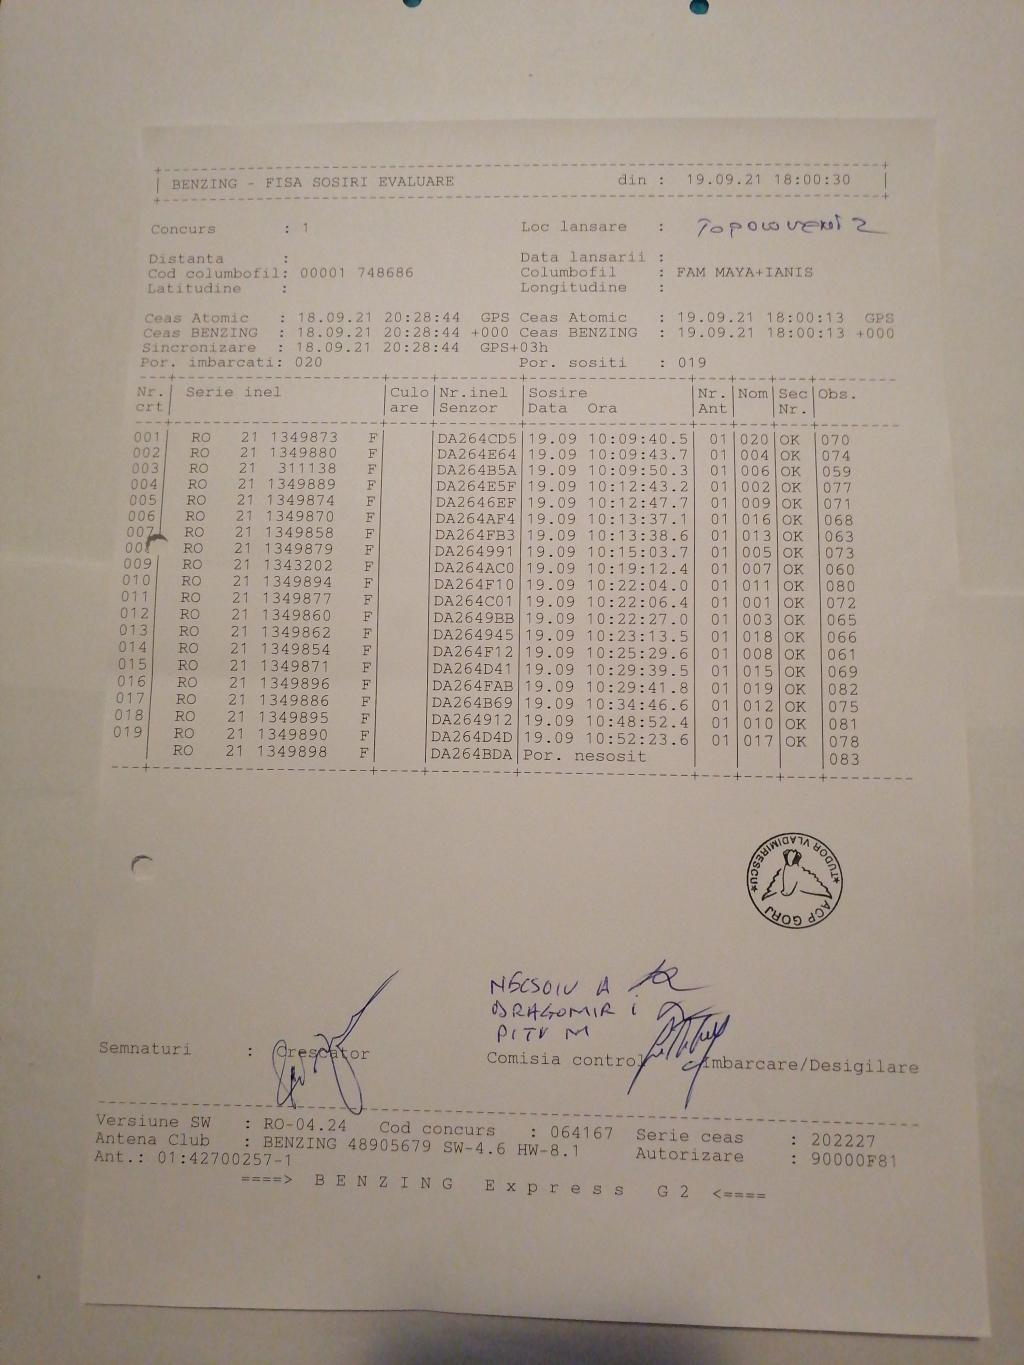 BENZING - FISA SOSIRI EVALUARE din : 19.09.21 18:00:30
Concurs : 1 Loc lansare : TOPOLOVENI 2
Distanta : Data lansarii :
Cod columbofil: 00001 748686 Columbofil : FAM MAYA+IANIS
Latitudine : Longitudine :
Ceas Atomic : 18.09.21 20:28:44 GPS Ceas Atomic : 19.09.21 18:00:13 GPS
Ceas BENZING : 18.09.21 20:28:44 +000 Ceas BENZING : 19.09.21 18:00:13 +000
Sincronizare : 18.09.21 20:28:44 GPS+03h
Por. imbarcati: 020 Por. sositi : 019
Nr. Serie inel Culo Nr.inel Sosire Nr. Nom Sec Obs.
crt are Senzor Data Ora Ant Nr.
001 RO 21 1349873 F DA264CD5 19.09 10:09:40.5 01 020 OK 070
002 RO 21 1349880 F DA264E64 19.09 10:09:43.7 01 004 OK 074
003 RO 21 311138 F DA264B5A 19.09 10:09:50.3 01 006 OK 059
004 RO 21 1349889 F DA264E5F 19.09 10:12:43.2 01 002 OK 077
005 RO 21 1349874 F DA2646EF 19.09 10:12:47.7 01 009 OK 071
006 RO 21 1349870 F DA264AF4 19.09 10:13:37.1 01 016 OK 068
007 RO 21 1349858 F DA264FB3 19.09 10:13:38.6 01 013 OK 063
008 RO 21 1349879 F DA264991 19.09 10:15:03.7 01 005 OK 073
009 RO 21 1343202 F DA264AC0 19.09 10:19:12.4 01 007 OK 060
010 RO 21 1349894 F DA264F10 19.09 10:22:04.0 01 011 OK 080
011 RO 21 1349877 F DA264C01 19.09 10:22:06.4 01 001 OK 072
012 RO 21 1349860 F DA2649BB 19.09 10:22:27.0 01 003 OK 065
013 RO 21 1349862 F DA264945 19.09 10:23:13.5 01 018 OK 066
014 RO 21 1349854 F DA264F12 19.09 10:25:29.6 01 008 OK 061
015 RO 21 1349871 F DA264D41 19.09 10:29:39.5 01 015 OK 069
016 RO 21 1349896 F DA264FAB 19.09 10:29:41.8 01 019 OK 082
017 RO 21 1349886 F DA264B69 19.09 10:34:46.6 01 012 OK 075
018 RO 21 1349895 F DA264912 19.09 10:48:52.4 01 010 OK 081
019 RO 21 1349890 F DA264D4D 19.09 10:52:23.6 01 017 OK 078
RO 21 1349898 F DA264BDA Por. nesosit 083
*TUDOR VLADIMIRESCU* ACP GORJ
NECSOIU A
DRAGOMIR I
PITU M
Semnaturi : Crescator Comisia control imbarcare/Desigilare
Versiune SW : RO-04.24 Cod concurs : 064167 Serie ceas : 202227
Antena Club : BENZING 48905679 SW-4.6 HW-8.1 Autorizare : 90000F81
Ant.: 01:42700257-1
====> BENZING Express G2 <====